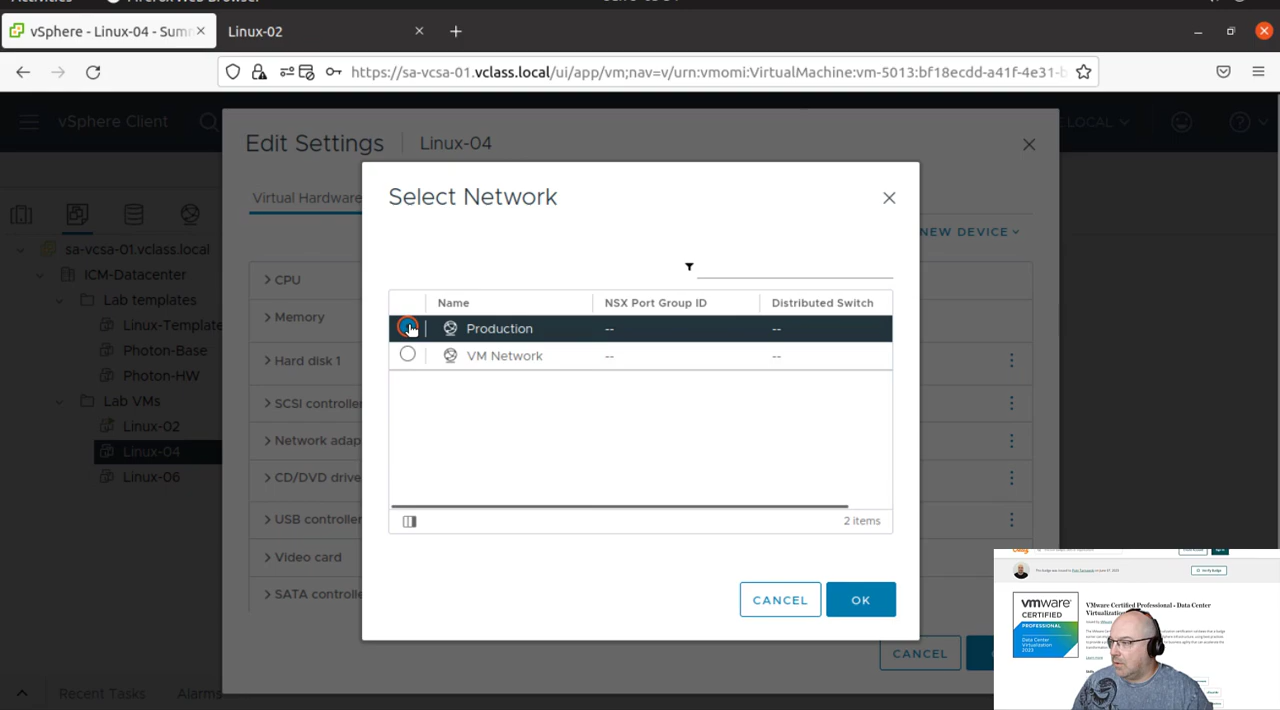 vSphere - Linux-04 - Sum
Linux-02
https://sa-vcsa-01.vclass.local/ui/app/vm;nav=v/urn:vmomi:VirtualMachine:vm-5013:bf18ecdd-a41f-4e31-b
vSphere Client
.LOCAL
Edit Settings | Linux-04
Virtual Hardware
NEW DEVICE
sa-vcsa-01.vclass.local
ICM-Datacenter
Lab templates
Linux-Template
Photon-Base
Photon-HW
Lab VMs
Linux-02
Linux-04
Linux-06
CPU
Memory
Hard disk 1
SCSI controller
Network adap
CD/DVD drive
USB controller
Video card
SATA controlle
Select Network
Name NSX Port Group ID Distributed Switch
Production -- --
VM Network -- --
2 items
CANCEL OK
CANCEL
Recent Tasks Alarms
vmware
CERTIFIED
PROFESSIONAL
Data Center
Virtualization
2023
VMware Certified Professional - Data Center